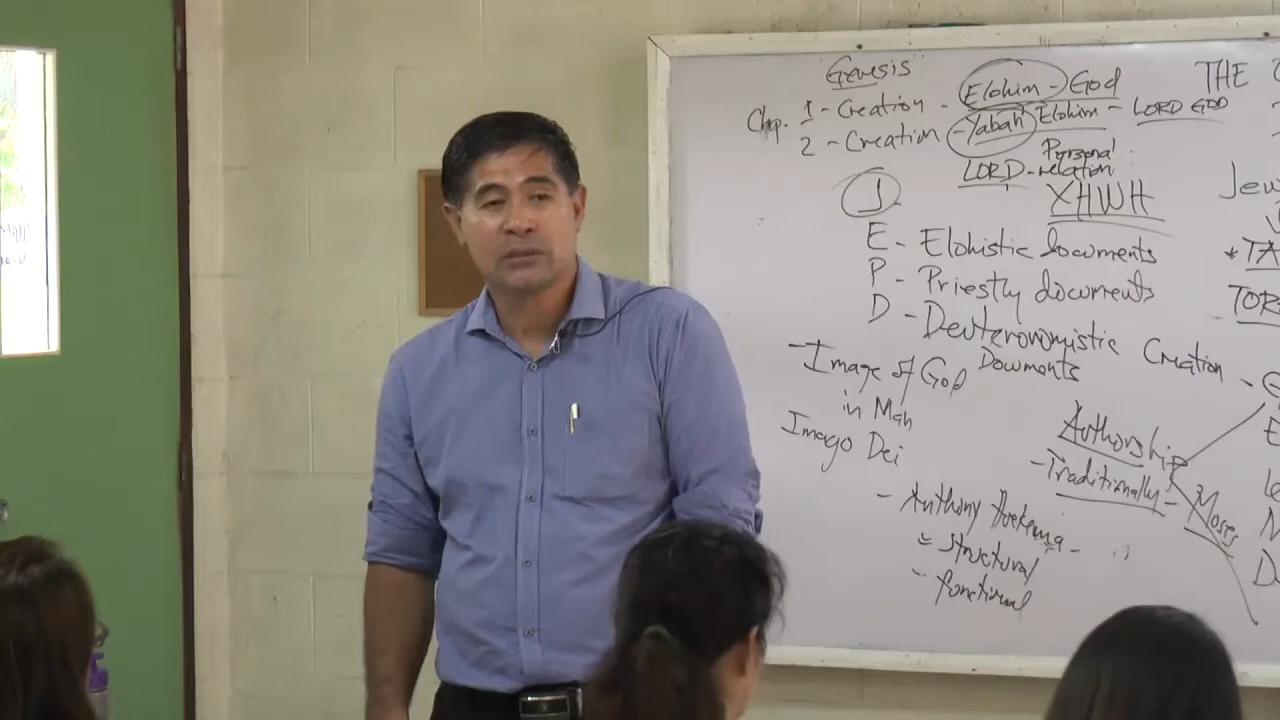 "Genesis"
Chap. 1 - Creation - Elohim - God
2 - Creation - Yabah Elohim - LORD GOD
Personal
LORD - relation
J
YHWH
E - Elohistic documents
P - Priestly documents
D - Deuteronomistic
Documents
- Image of God
in Man
Imago Dei
- Anthony Hoekema -
- structural
- functional
THE
Creation -
Authorship
- Traditionally - Moses
* TA
TOR